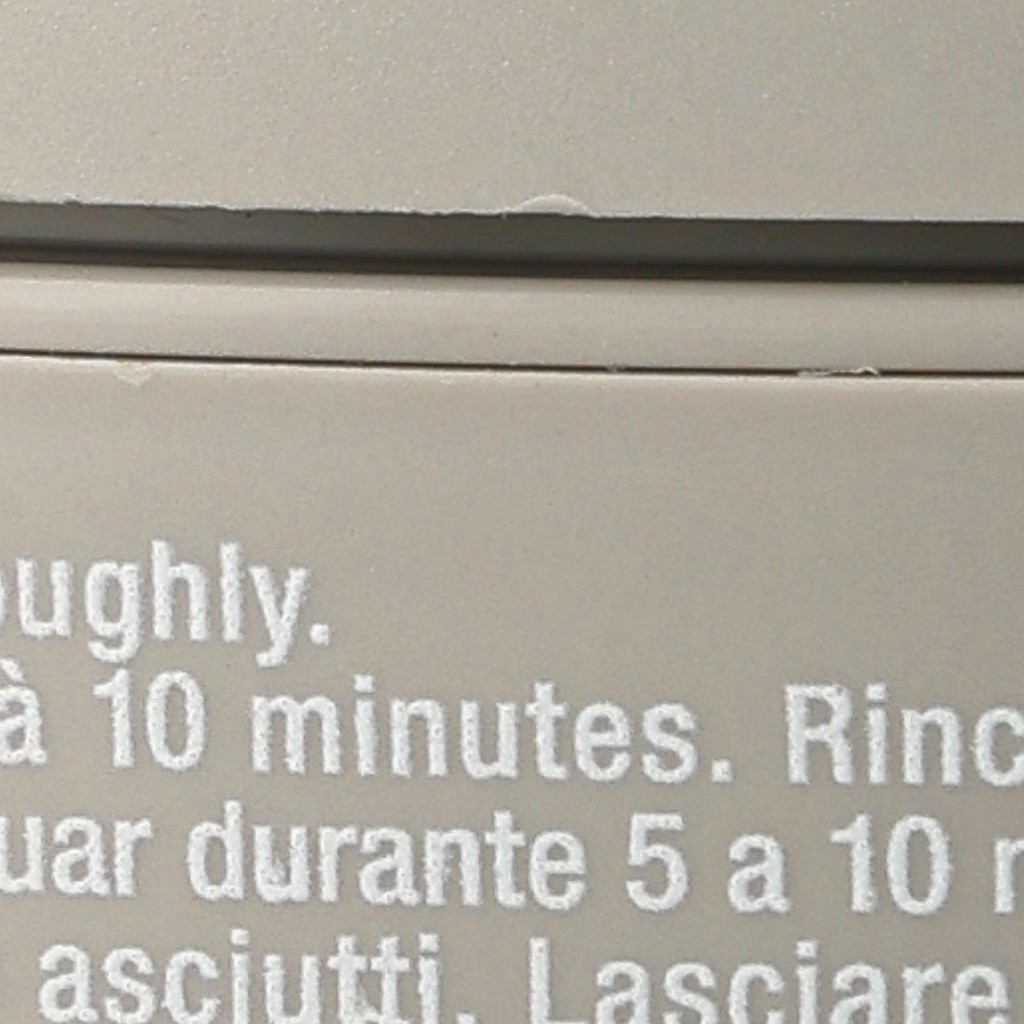 oughly.
à 10 minutes. Rinc
uar durante 5 a 10
asciutti. Lasciare